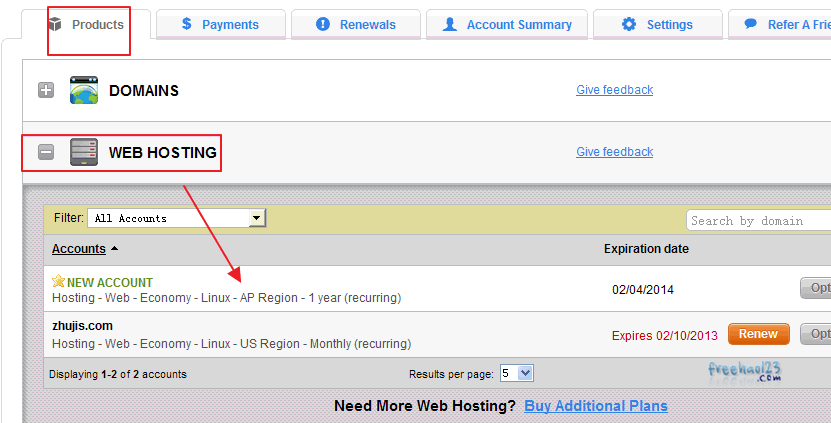 Products Payments Renewals Account Summary Settings Refer A Frie
DOMAINS Give feedback
WEB HOSTING Give feedback
Filter: All Accounts Search by domain
Accounts Expiration date
NEW ACCOUNT
Hosting - Web - Economy - Linux - AP Region - 1 year (recurring) 02/04/2014 Opt
zhujis.com
Hosting - Web - Economy - Linux - US Region - Monthly (recurring) Expires 02/10/2013 Renew Opt
Displaying 1-2 of 2 accounts Results per page: 5
freehao123
.com
Need More Web Hosting? Buy Additional Plans